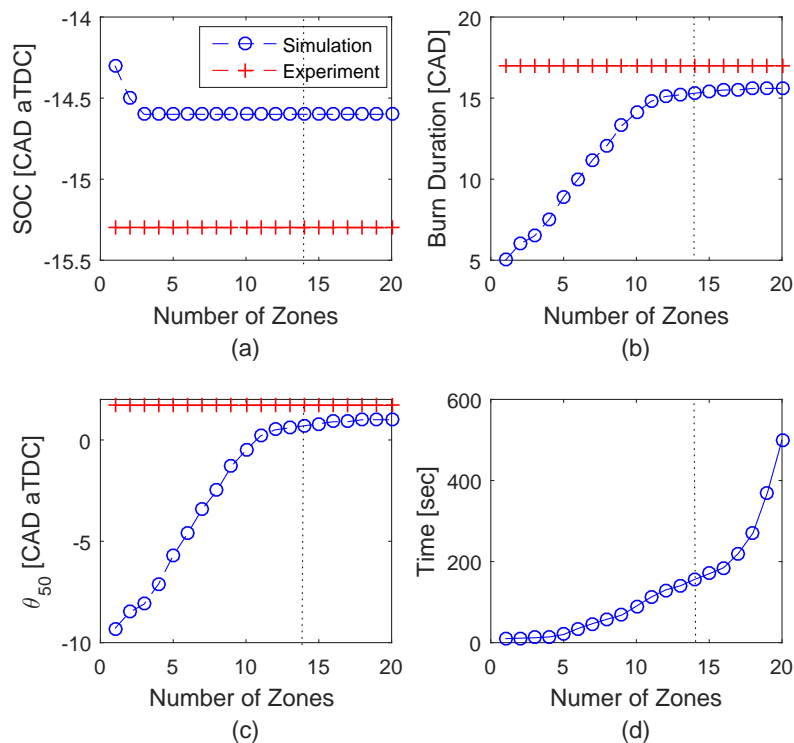 -14
-14.5
-15
-15.5
SOC [CAD aTDC]
0
5
10
15
20
Number of Zones
(a)
Simulation
Experiment
20
15
10
5
Burn Duration [CAD]
0
5
10
15
20
Number of Zones
(b)
0
-5
-10
θ50 [CAD aTDC]
0
5
10
15
20
Number of Zones
(c)
600
400
200
0
Time [sec]
0
5
10
15
20
Numer of Zones
(d)